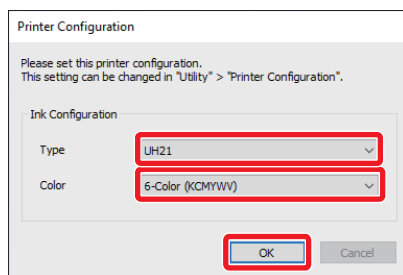 Printer Configuration
Please set this printer configuration.
This setting can be changed in "Utility" > "Printer Configuration".
Ink Configuration
Type
UH21
Color
6-Color (KCMYWV)
OK
Cancel